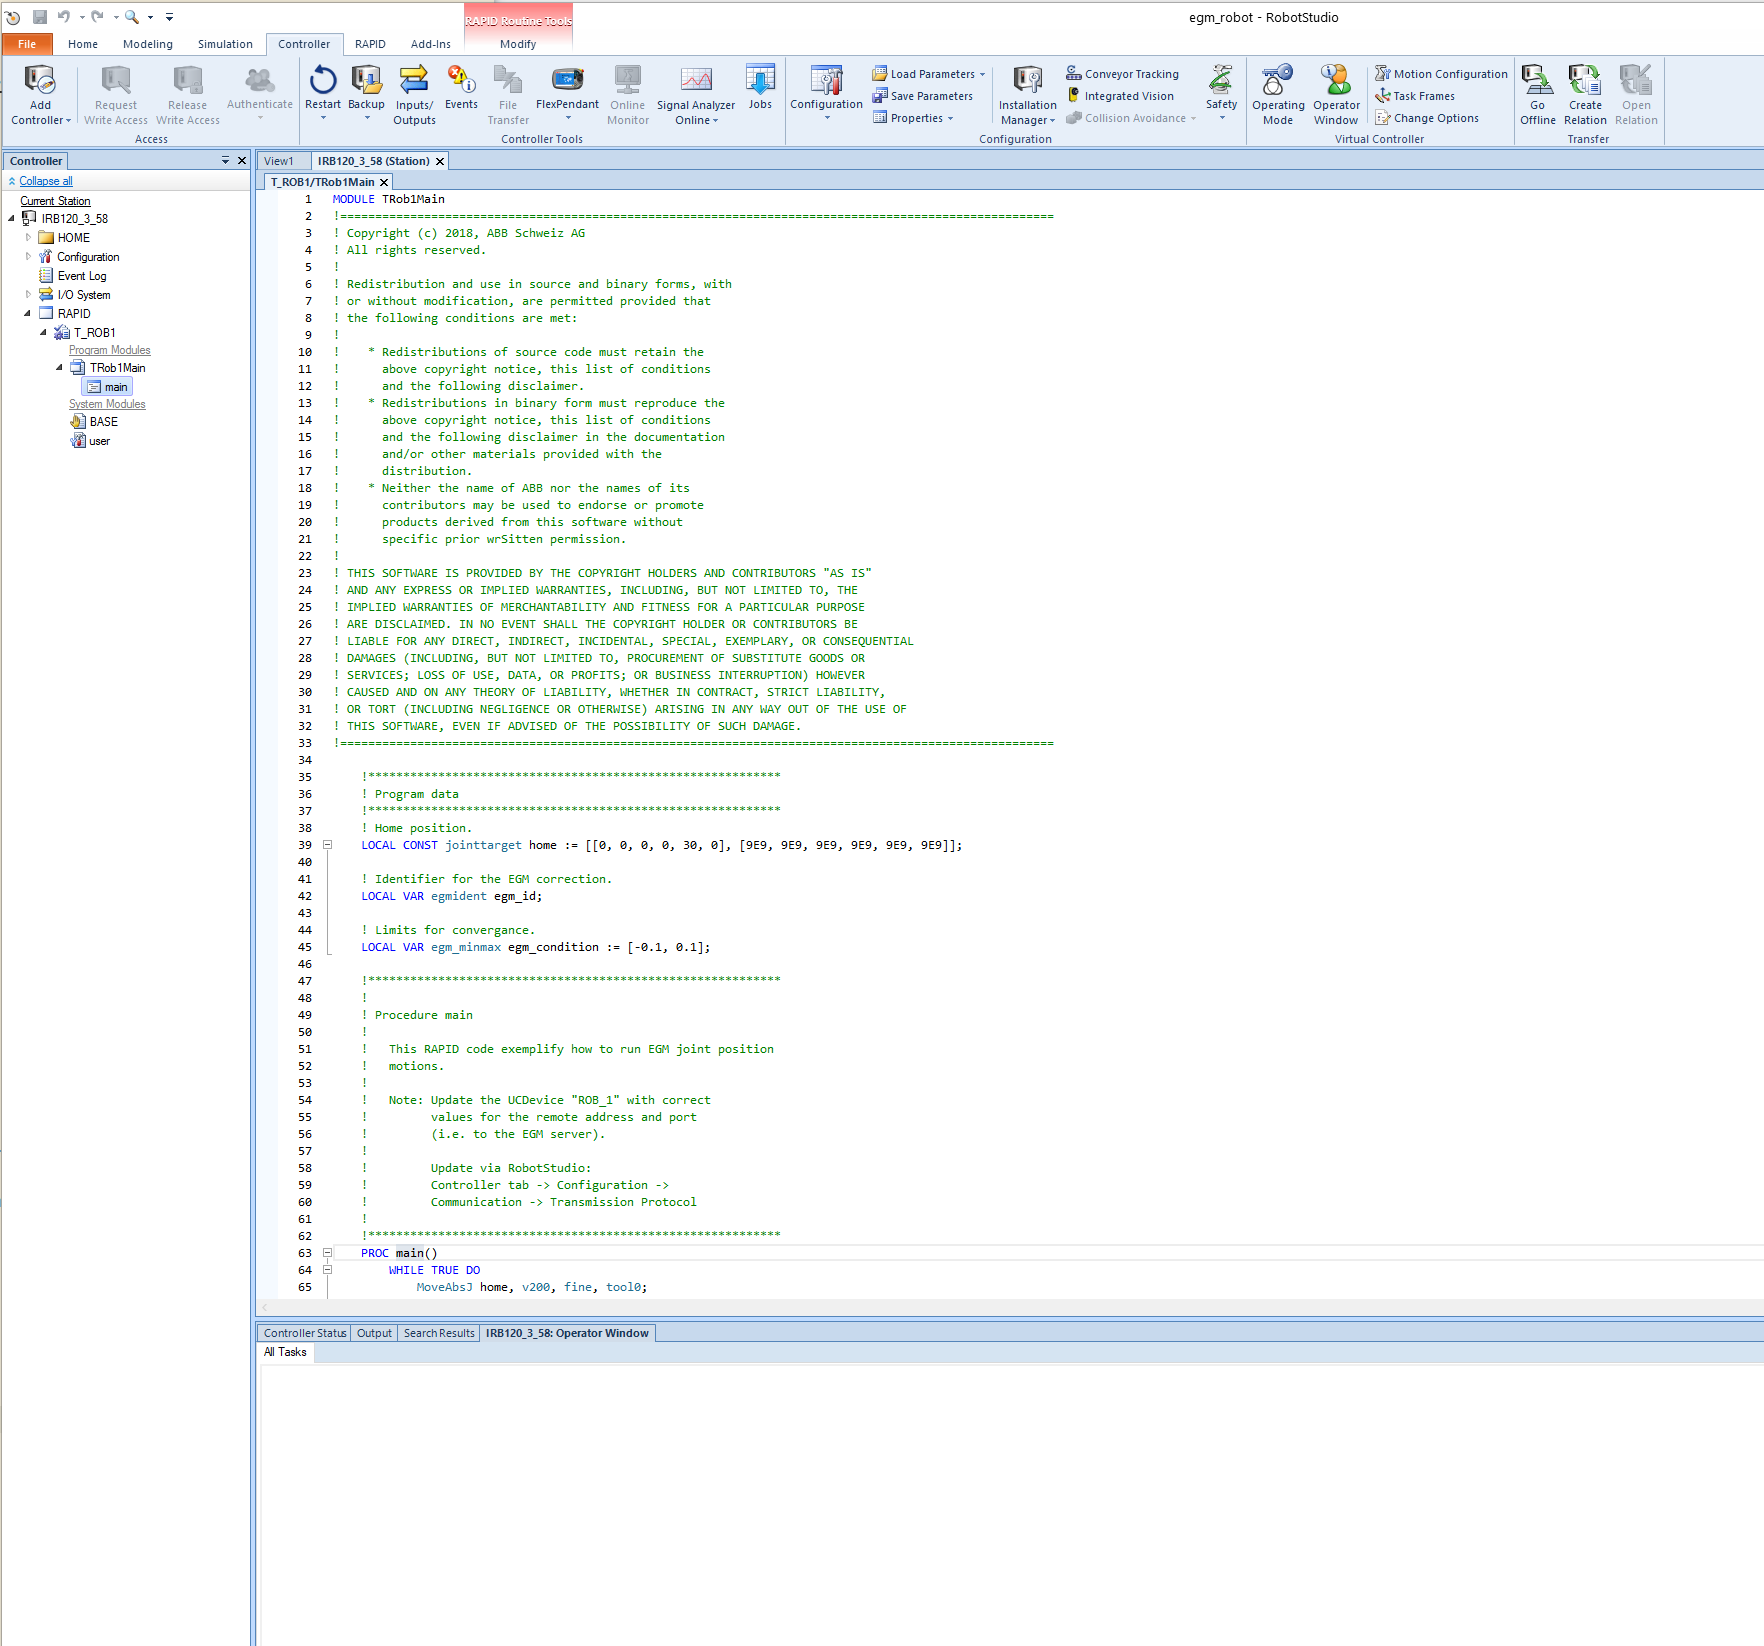 egm_robot - RobotStudio
RAPID Routine Tools
File
Home
Modeling
Simulation
Controller
RAPID
Add-Ins
Modify
Add Controller
Request Write Access
Release Write Access
Authenticate
Access
Restart
Backup
Inputs/ Outputs
Events
File Transfer
FlexPendant
Online Monitor
Signal Analyzer Online
Jobs
Controller Tools
Configuration
Load Parameters
Save Parameters
Properties
Installation Manager
Conveyor Tracking
Integrated Vision
Collision Avoidance
Safety
Configuration
Operating Mode
Operator Window
Motion Configuration
Task Frames
Change Options
Virtual Controller
Go Offline
Create Relation
Open Relation
Transfer
Controller
Collapse all
Current Station
IRB120_3_58
HOME
Configuration
Event Log
I/O System
RAPID
T_ROB1
Program Modules
TRob1Main
main
System Modules
BASE
user
View1
IRB120_3_58 (Station)
T_ROB1/TRob1Main
1 MODULE TRob1Main
2 !======================================================================================================
3 ! Copyright (c) 2018, ABB Schweiz AG
4 ! All rights reserved.
5 !
6 ! Redistribution and use in source and binary forms, with
7 ! or without modification, are permitted provided that
8 ! the following conditions are met:
9 !
10 !    * Redistributions of source code must retain the
11 !      above copyright notice, this list of conditions
12 !      and the following disclaimer.
13 !    * Redistributions in binary form must reproduce the
14 !      above copyright notice, this list of conditions
15 !      and the following disclaimer in the documentation
16 !      and/or other materials provided with the
17 !      distribution.
18 !    * Neither the name of ABB nor the names of its
19 !      contributors may be used to endorse or promote
20 !      products derived from this software without
21 !      specific prior wrSitten permission.
22 !
23 ! THIS SOFTWARE IS PROVIDED BY THE COPYRIGHT HOLDERS AND CONTRIBUTORS "AS IS"
24 ! AND ANY EXPRESS OR IMPLIED WARRANTIES, INCLUDING, BUT NOT LIMITED TO, THE
25 ! IMPLIED WARRANTIES OF MERCHANTABILITY AND FITNESS FOR A PARTICULAR PURPOSE
26 ! ARE DISCLAIMED. IN NO EVENT SHALL THE COPYRIGHT HOLDER OR CONTRIBUTORS BE
27 ! LIABLE FOR ANY DIRECT, INDIRECT, INCIDENTAL, SPECIAL, EXEMPLARY, OR CONSEQUENTIAL
28 ! DAMAGES (INCLUDING, BUT NOT LIMITED TO, PROCUREMENT OF SUBSTITUTE GOODS OR
29 ! SERVICES; LOSS OF USE, DATA, OR PROFITS; OR BUSINESS INTERRUPTION) HOWEVER
30 ! CAUSED AND ON ANY THEORY OF LIABILITY, WHETHER IN CONTRACT, STRICT LIABILITY,
31 ! OR TORT (INCLUDING NEGLIGENCE OR OTHERWISE) ARISING IN ANY WAY OUT OF THE USE OF
32 ! THIS SOFTWARE, EVEN IF ADVISED OF THE POSSIBILITY OF SUCH DAMAGE.
33 !======================================================================================================
34
35 !***********************************************************
36 ! Program data
37 !***********************************************************
38 ! Home position.
39 LOCAL CONST jointtarget home := [[0, 0, 0, 0, 30, 0], [9E9, 9E9, 9E9, 9E9, 9E9, 9E9]];
40
41 ! Identifier for the EGM correction.
42 LOCAL VAR egmident egm_id;
43
44 ! Limits for convergance.
45 LOCAL VAR egm_minmax egm_condition := [-0.1, 0.1];
46
47 !***********************************************************
48 !
49 ! Procedure main
50 !
51 !   This RAPID code exemplify how to run EGM joint position
52 !   motions.
53 !
54 !   Note: Update the UCDevice "ROB_1" with correct
55 !         values for the remote address and port
56 !         (i.e. to the EGM server).
57 !
58 !         Update via RobotStudio:
59 !         Controller tab -> Configuration ->
60 !         Communication -> Transmission Protocol
61 !
62 !***********************************************************
63 PROC main()
64 WHILE TRUE DO
65 MoveAbsJ home, v200, fine, tool0;
Controller Status
Output
Search Results
IRB120_3_58: Operator Window
All Tasks